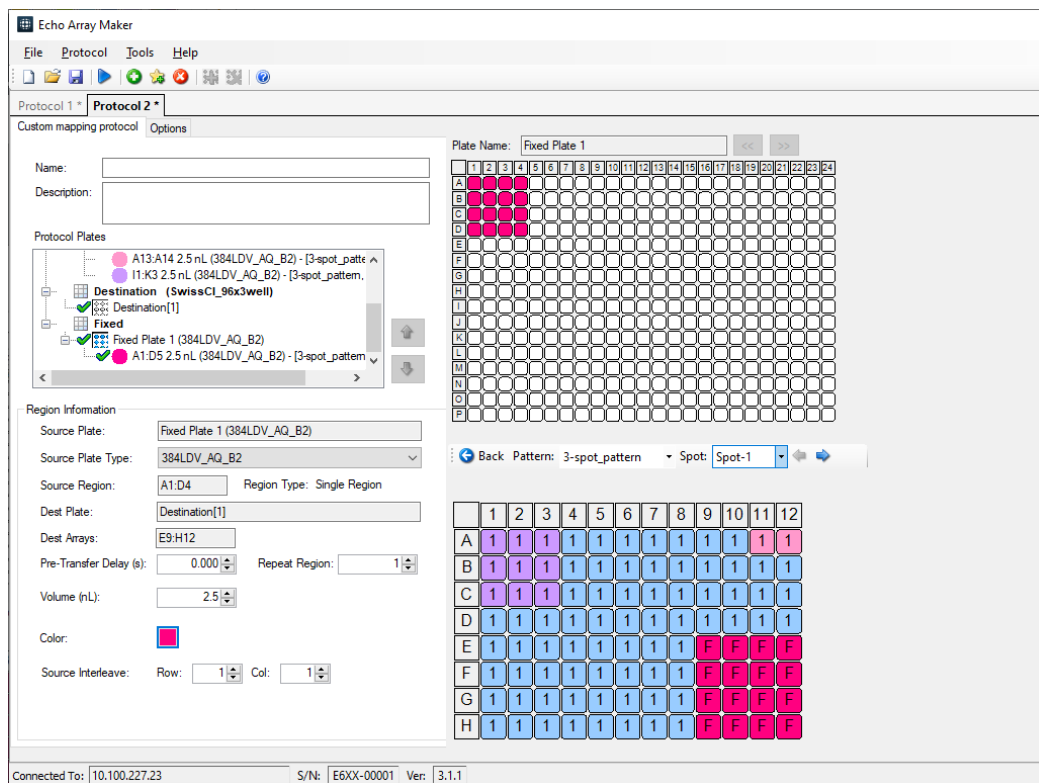 Echo Array Maker
File Protocol Tools Help
Protocol 1 * Protocol 2 *
Custom mapping protocol Options
Name:
Description:
Protocol Plates
A13:A14 2.5 nL (384LDV_AQ_B2) - [3-spot_patte
I1:K3 2.5 nL (384LDV_AQ_B2) - [3-spot_pattern,
Destination (SwissCI_96x3well)
Destination[1]
Fixed
Fixed Plate 1 (384LDV_AQ_B2)
A1:D5 2.5 nL (384LDV_AQ_B2) - [3-spot_pattern
Region Information
Source Plate: Fixed Plate 1 (384LDV_AQ_B2)
Source Plate Type: 384LDV_AQ_B2
Source Region: A1:D4 Region Type: Single Region
Dest Plate: Destination[1]
Dest Arrays: E9:H12
Pre-Transfer Delay (s): 0.000 Repeat Region: 1
Volume (nL): 2.5
Color:
Source Interleave: Row: 1 Col: 1
Plate Name: Fixed Plate 1 << >>
1 2 3 4 5 6 7 8 9 10 11 12 13 14 15 16 17 18 19 20 21 22 23 24
A
B
C
D
E
F
G
H
I
J
K
L
M
N
O
P
Back Pattern: 3-spot_pattern Spot: Spot-1
1 2 3 4 5 6 7 8 9 10 11 12
A 1 1 1 1 1 1 1 1 1 1 1 1
B 1 1 1 1 1 1 1 1 1 1 1 1
C 1 1 1 1 1 1 1 1 1 1 1 1
D 1 1 1 1 1 1 1 1 1 1 1 1
E 1 1 1 1 1 1 1 1 F F F F
F 1 1 1 1 1 1 1 1 F F F F
G 1 1 1 1 1 1 1 1 F F F F
H 1 1 1 1 1 1 1 1 F F F F
Connected To: 10.100.227.23 S/N: E6XX-00001 Ver: 3.1.1